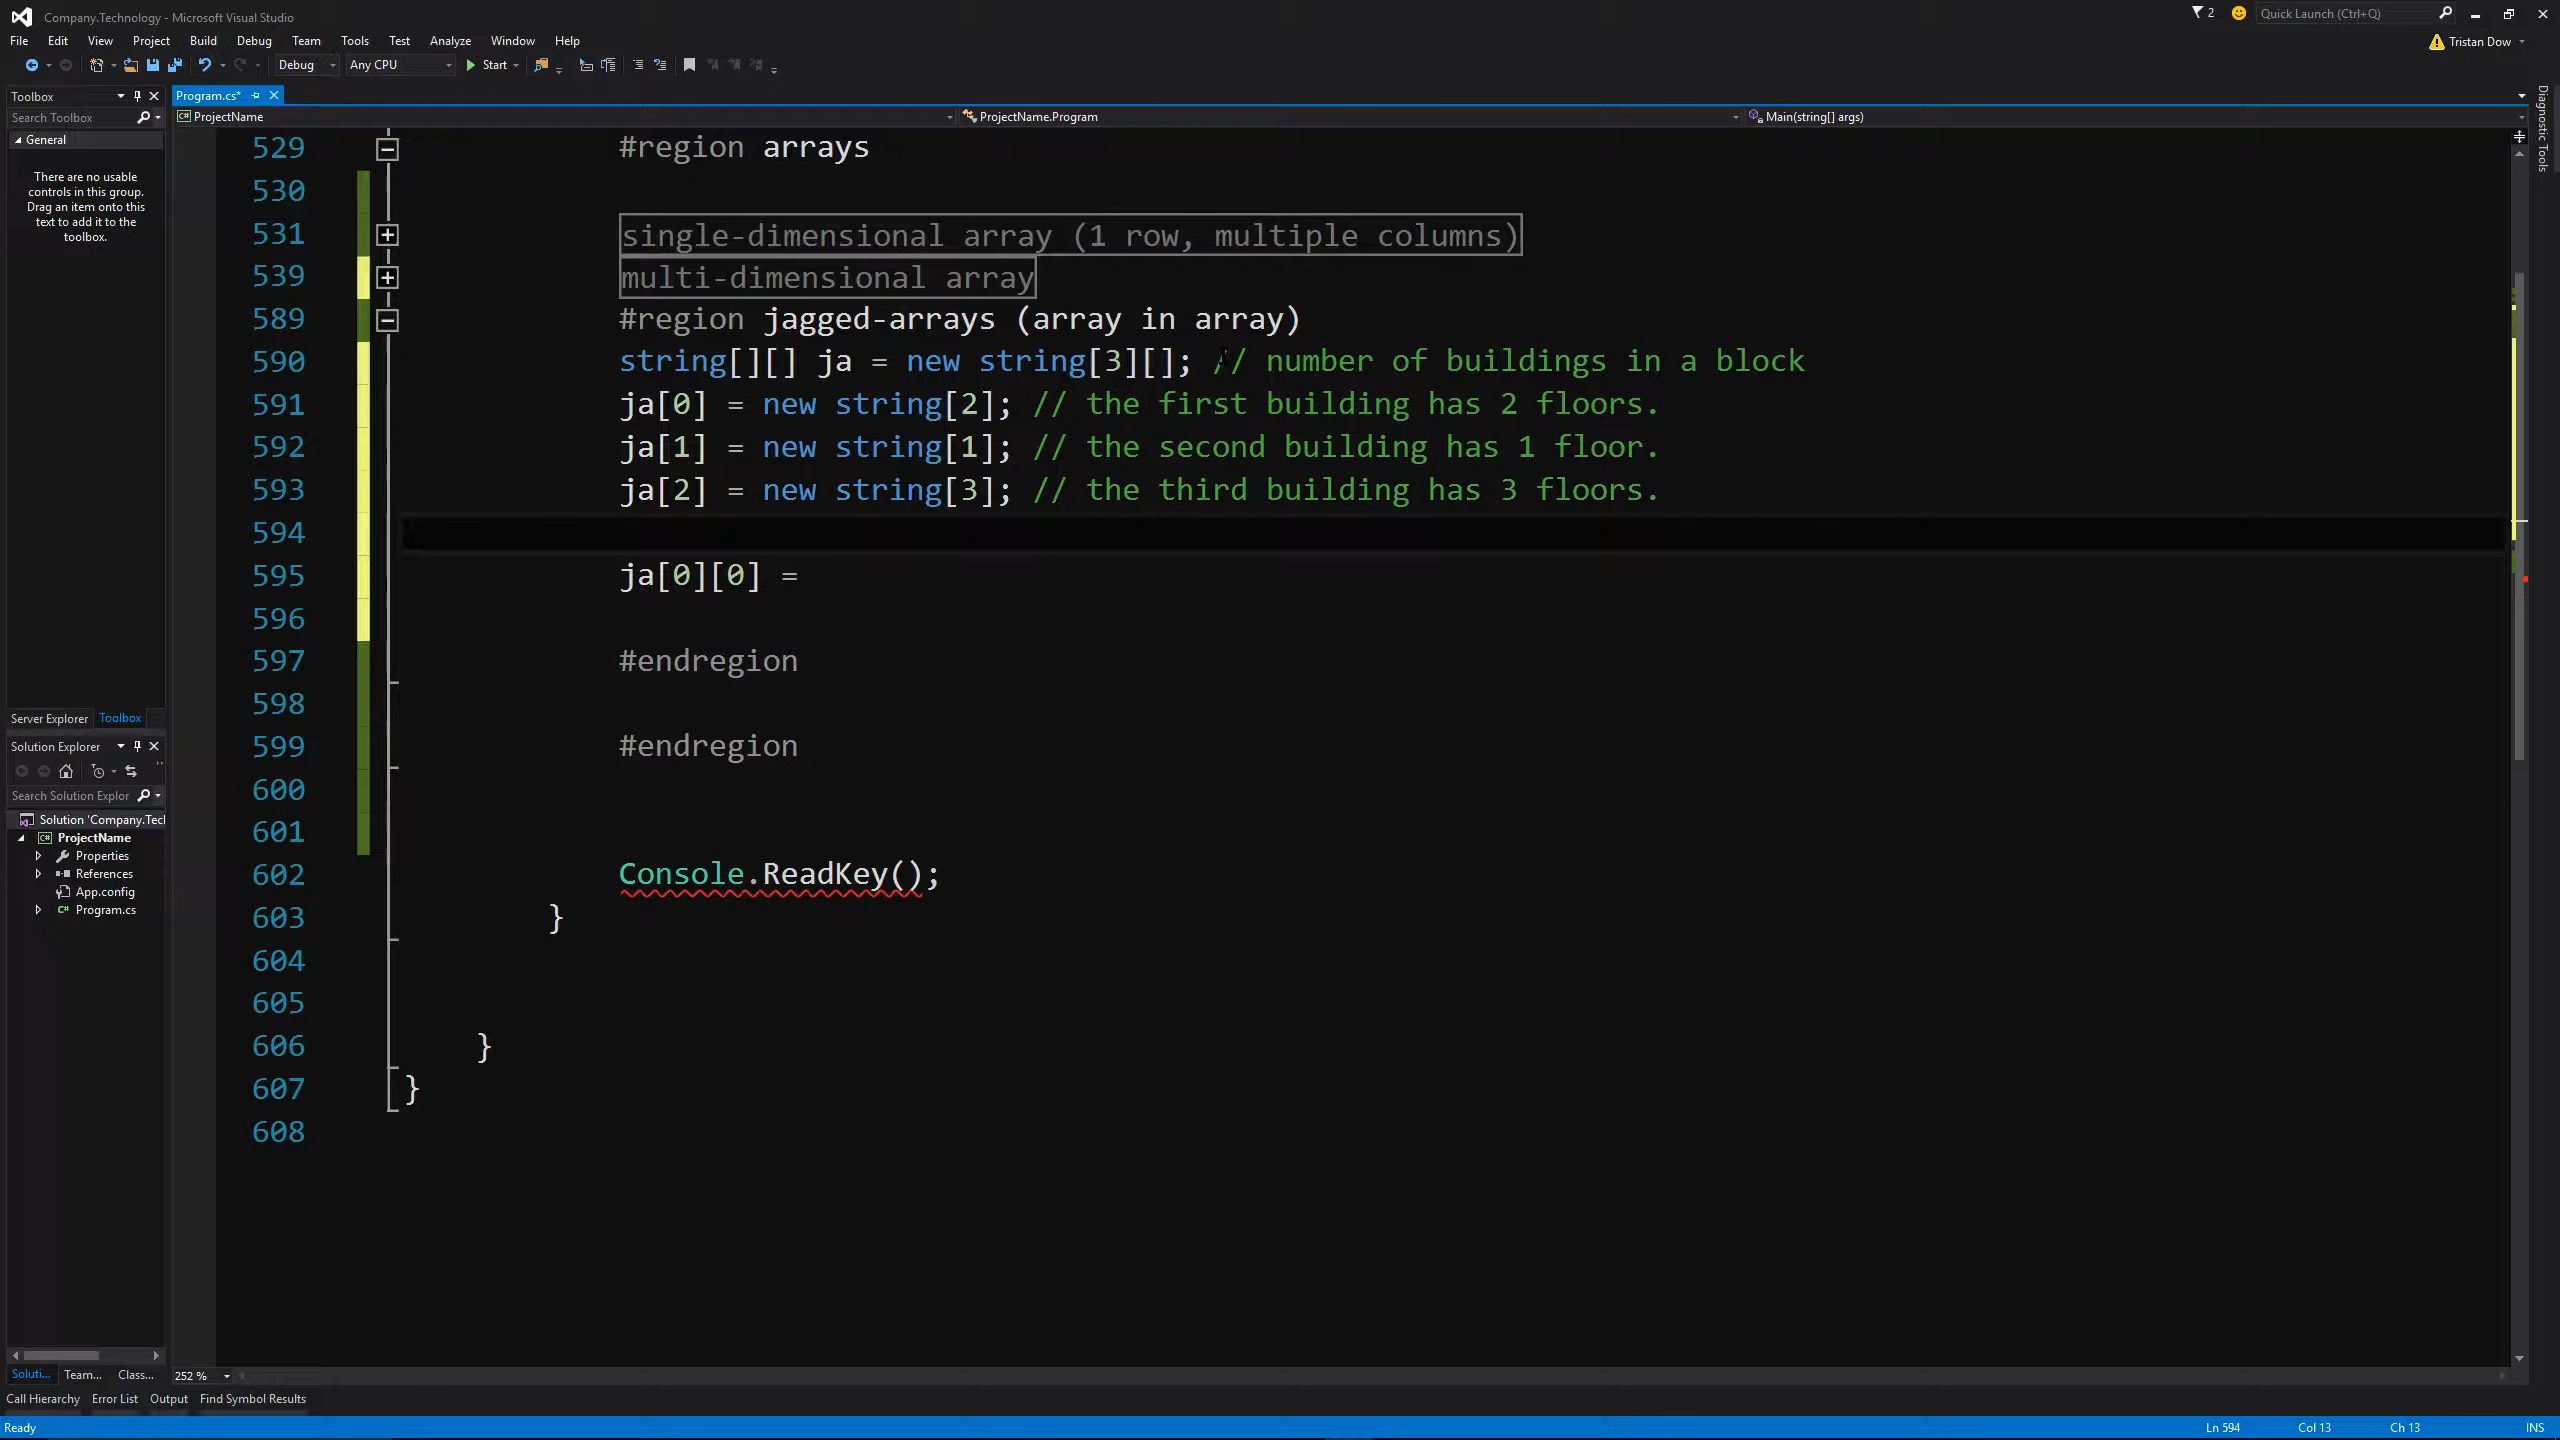 Company.Technology - Microsoft Visual Studio
2
Quick Launch (Ctrl+Q)
File Edit View Project Build Debug Team Tools Test Analyze Window Help
Tristan Dow
Debug Any CPU Start
Toolbox
Program.cs*
Search Toolbox
ProjectName
ProjectName.Program
Main(string[] args)
Diagnostic Tools
General
There are no usable
controls in this group.
Drag an item onto this
text to add it to the
toolbox.
529 #region arrays
530
531 single-dimensional array (1 row, multiple columns)
539 multi-dimensional array
589 #region jagged-arrays (array in array)
590 string[][] ja = new string[3][]; // number of buildings in a block
591 ja[0] = new string[2]; // the first building has 2 floors.
592 ja[1] = new string[1]; // the second building has 1 floor.
593 ja[2] = new string[3]; // the third building has 3 floors.
594
595 ja[0][0] =
596
597 #endregion
598
599 #endregion
600
601
602 Console.ReadKey();
603 }
604
605
606 }
607 }
608
Server Explorer Toolbox
Solution Explorer
Search Solution Explor
Solution 'Company.Tecl
ProjectName
Properties
References
App.config
Program.cs
Soluti... Team... Class...
252 %
Call Hierarchy Error List Output Find Symbol Results
Ready
Ln 594 Col 13 Ch 13 INS